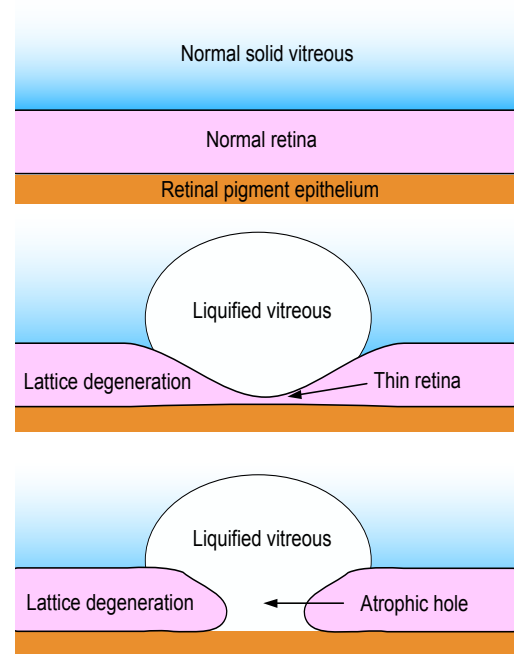 Normal solid vitreous
Normal retina
Retinal pigment epithelium
Liquified vitreous
Lattice degeneration
Thin retina
Liquified vitreous
Lattice degeneration
Atrophic hole